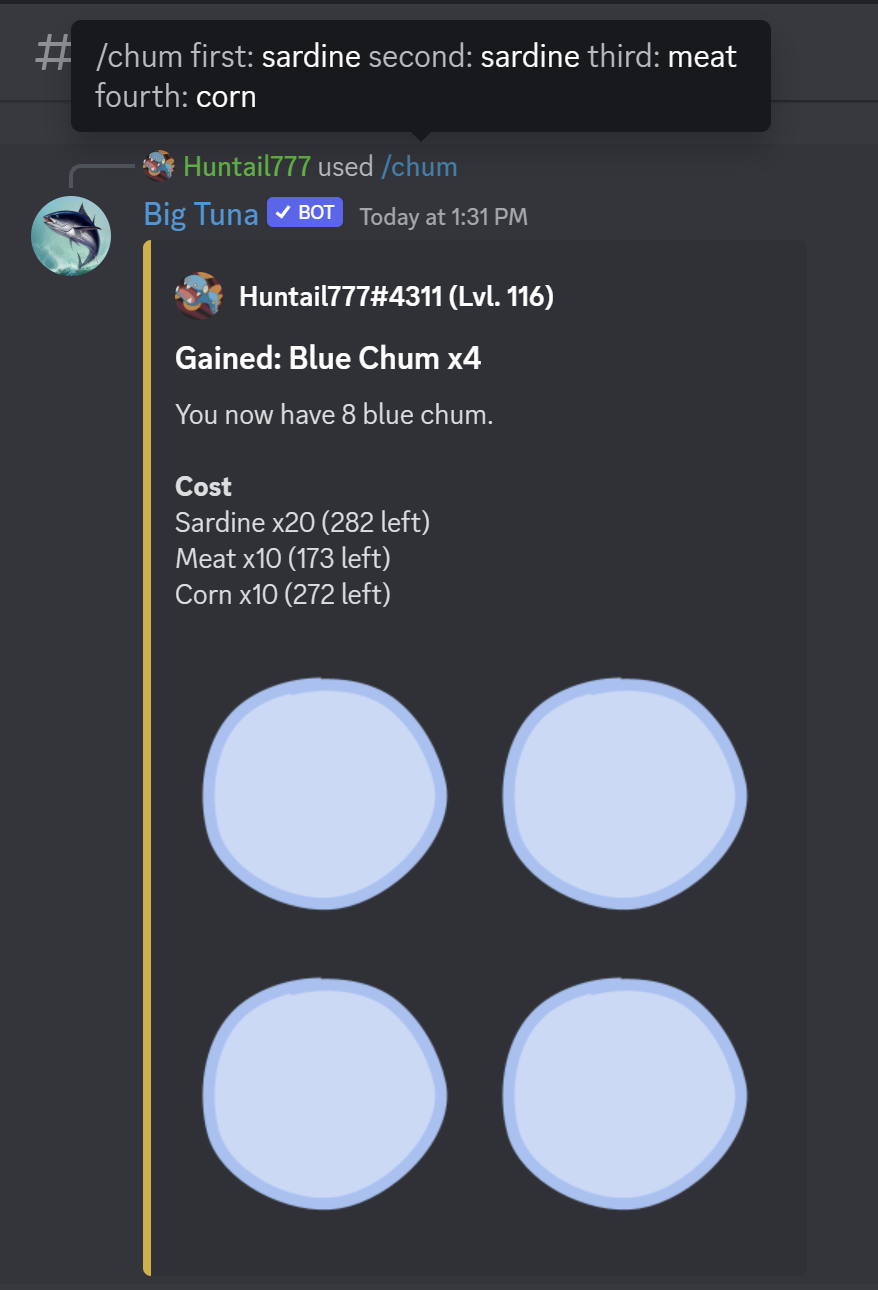 #
/chum first: sardine second: sardine third: meat
fourth: corn
Huntail777 used /chum
Big Tuna ✓ BOT Today at 1:31 PM
Huntail777#4311 (Lvl. 116)
Gained: Blue Chum x4
You now have 8 blue chum.
Cost
Sardine x20 (282 left)
Meat x10 (173 left)
Corn x10 (272 left)